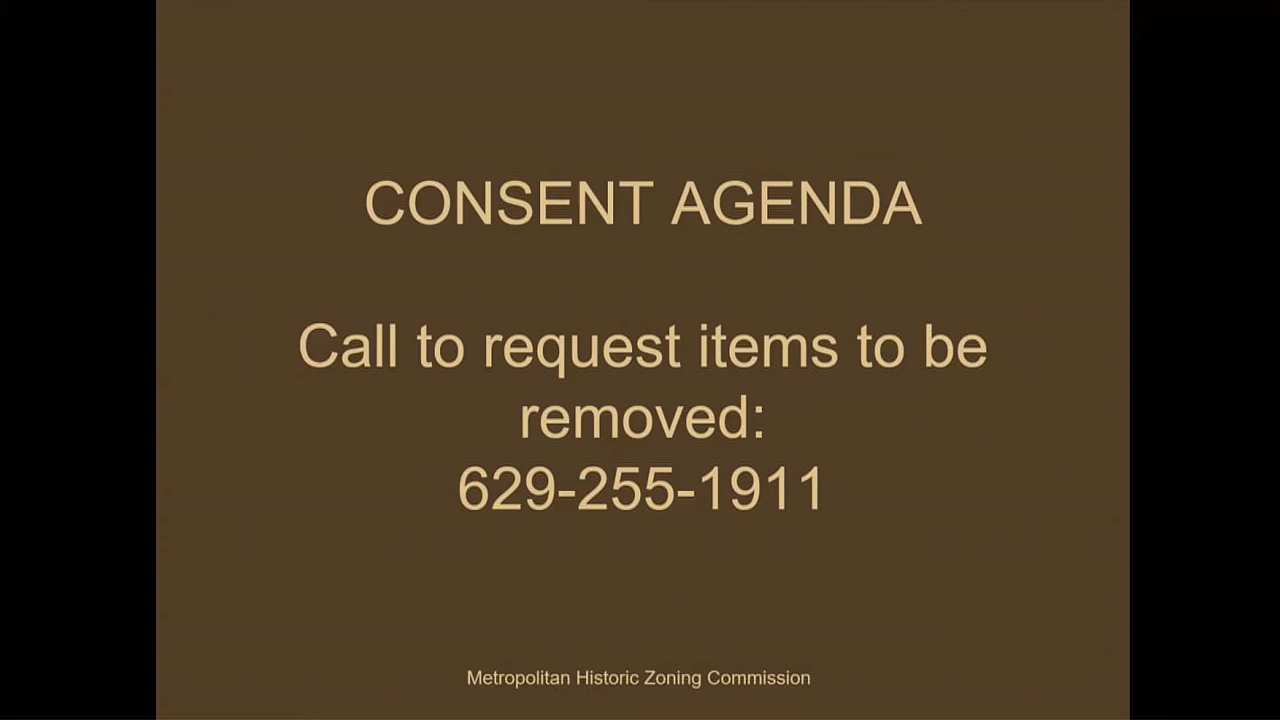 CONSENT AGENDA
Call to request items to be
removed:
629-255-1911
Metropolitan Historic Zoning Commission